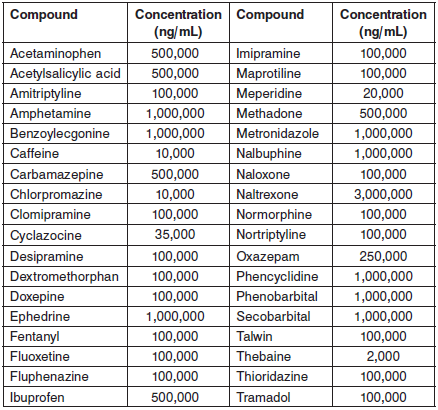 Compound Concentration (ng/mL) Compound Concentration (ng/mL)
Acetaminophen 500,000 Imipramine 100,000
Acetylsalicylic acid 500,000 Maprotiline 100,000
Amitriptyline 100,000 Meperidine 20,000
Amphetamine 1,000,000 Methadone 500,000
Benzoylecgonine 1,000,000 Metronidazole 1,000,000
Caffeine 10,000 Nalbuphine 1,000,000
Carbamazepine 500,000 Naloxone 100,000
Chlorpromazine 10,000 Naltrexone 3,000,000
Clomipramine 100,000 Normorphine 100,000
Cyclazocine 35,000 Nortriptyline 100,000
Desipramine 100,000 Oxazepam 250,000
Dextromethorphan 100,000 Phencyclidine 1,000,000
Doxepine 100,000 Phenobarbital 1,000,000
Ephedrine 1,000,000 Secobarbital 1,000,000
Fentanyl 100,000 Talwin 100,000
Fluoxetine 100,000 Thebaine 2,000
Fluphenazine 100,000 Thioridazine 100,000
Ibuprofen 500,000 Tramadol 100,000